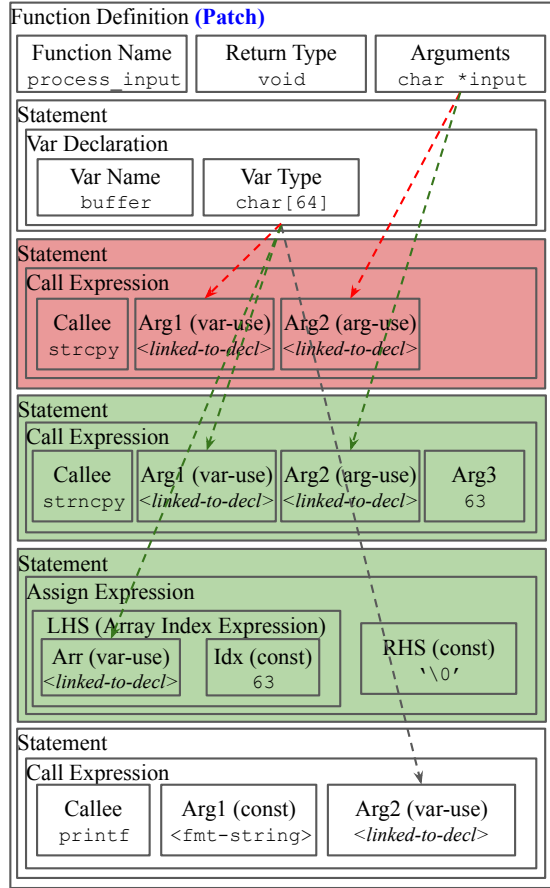 Function Definition (Patch)
Function Name Return Type Arguments
process_input void char *input
Statement
Var Declaration
Var Name Var Type
buffer char[64]
Statement
Call Expression
Callee Arg1 (var-use) Arg2 (arg-use)
strcpy <linked-to-decl> <linked-to-decl>
Statement
Call Expression
Callee Arg1 (var-use) Arg2 (arg-use) Arg3
strncpy <linked-to-decl> <linked-to-decl> 63
Statement
Assign Expression
LHS (Array Index Expression)
Arr (var-use) Idx (const) RHS (const)
<linked-to-decl> 63 '\0'
Statement
Call Expression
Callee Arg1 (const) Arg2 (var-use)
printf <fmt-string> <linked-to-decl>